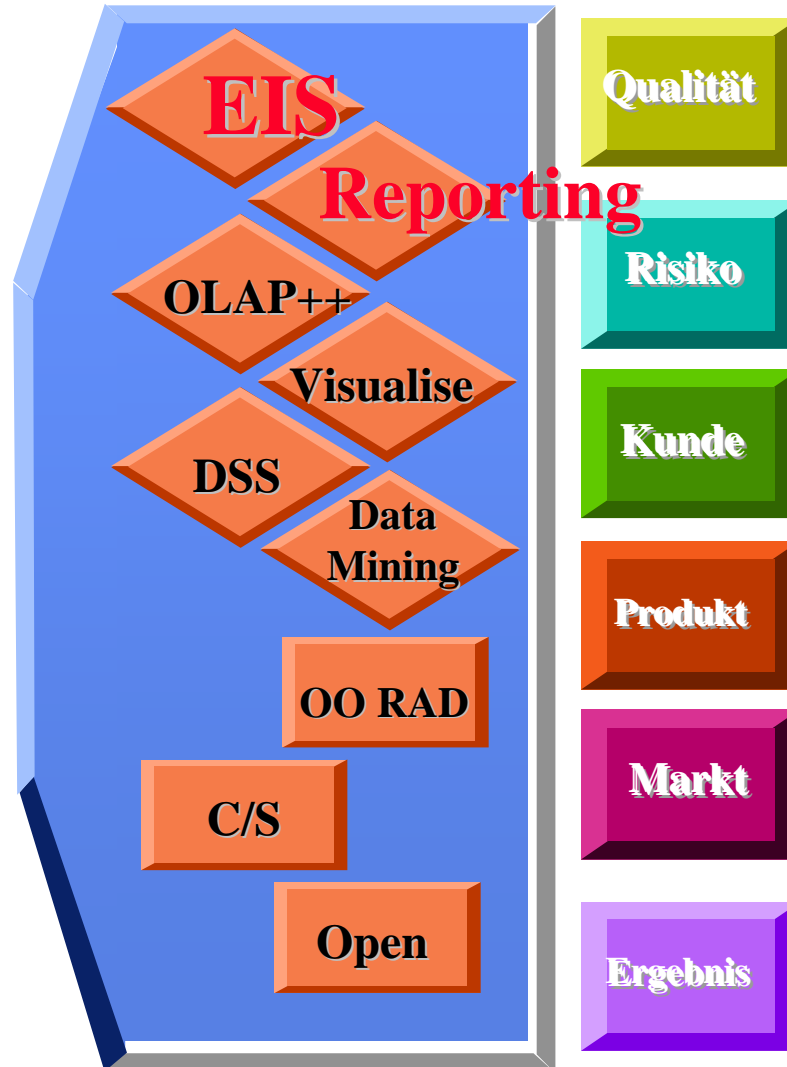 EIS
Reporting
OLAP++
Visualise
DSS
Data
Mining
OO RAD
C/S
Open
Qualität
Risiko
Kunde
Produkt
Markt
Ergebnis